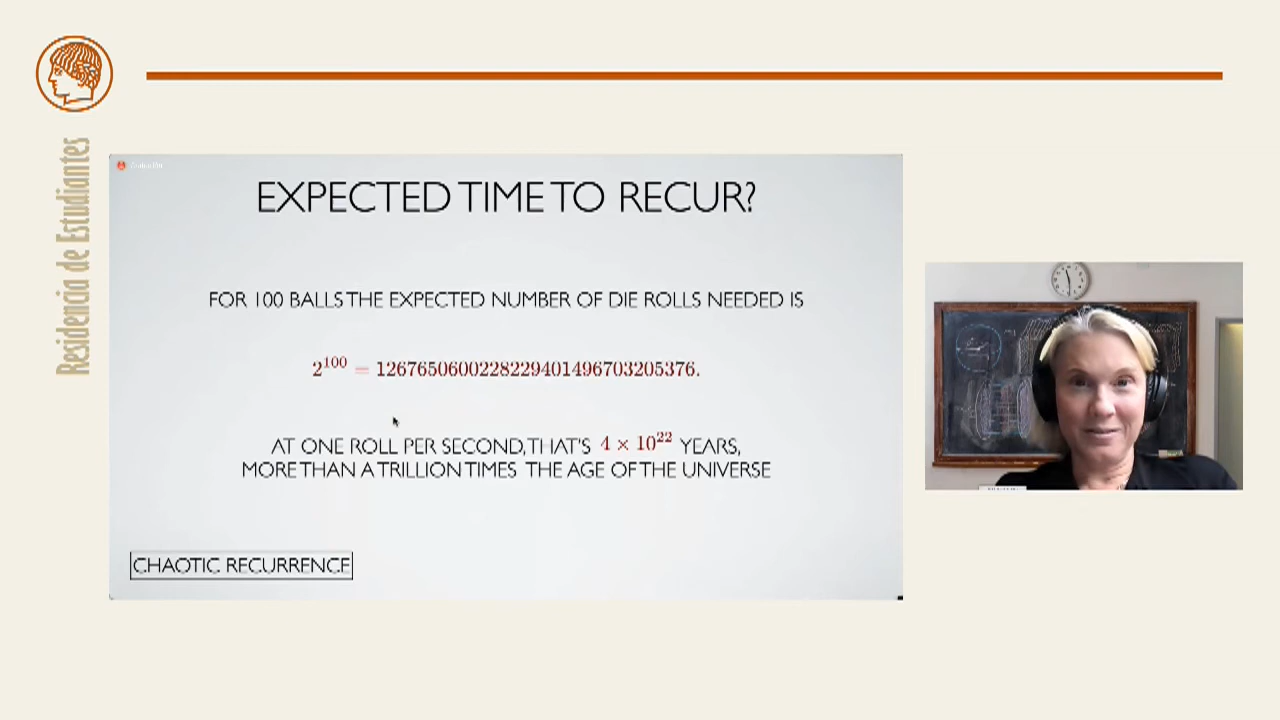 Residencia de Estudiantes
EXPECTED TIME TO RECUR?
FOR 100 BALLS THE EXPECTED NUMBER OF DIE ROLLS NEEDED IS
2^100 = 1267650600228229401496703205376.
AT ONE ROLL PER SECOND, THAT'S 4 × 10^22 YEARS,
MORE THAN A TRILLION TIMES THE AGE OF THE UNIVERSE
CHAOTIC RECURRENCE